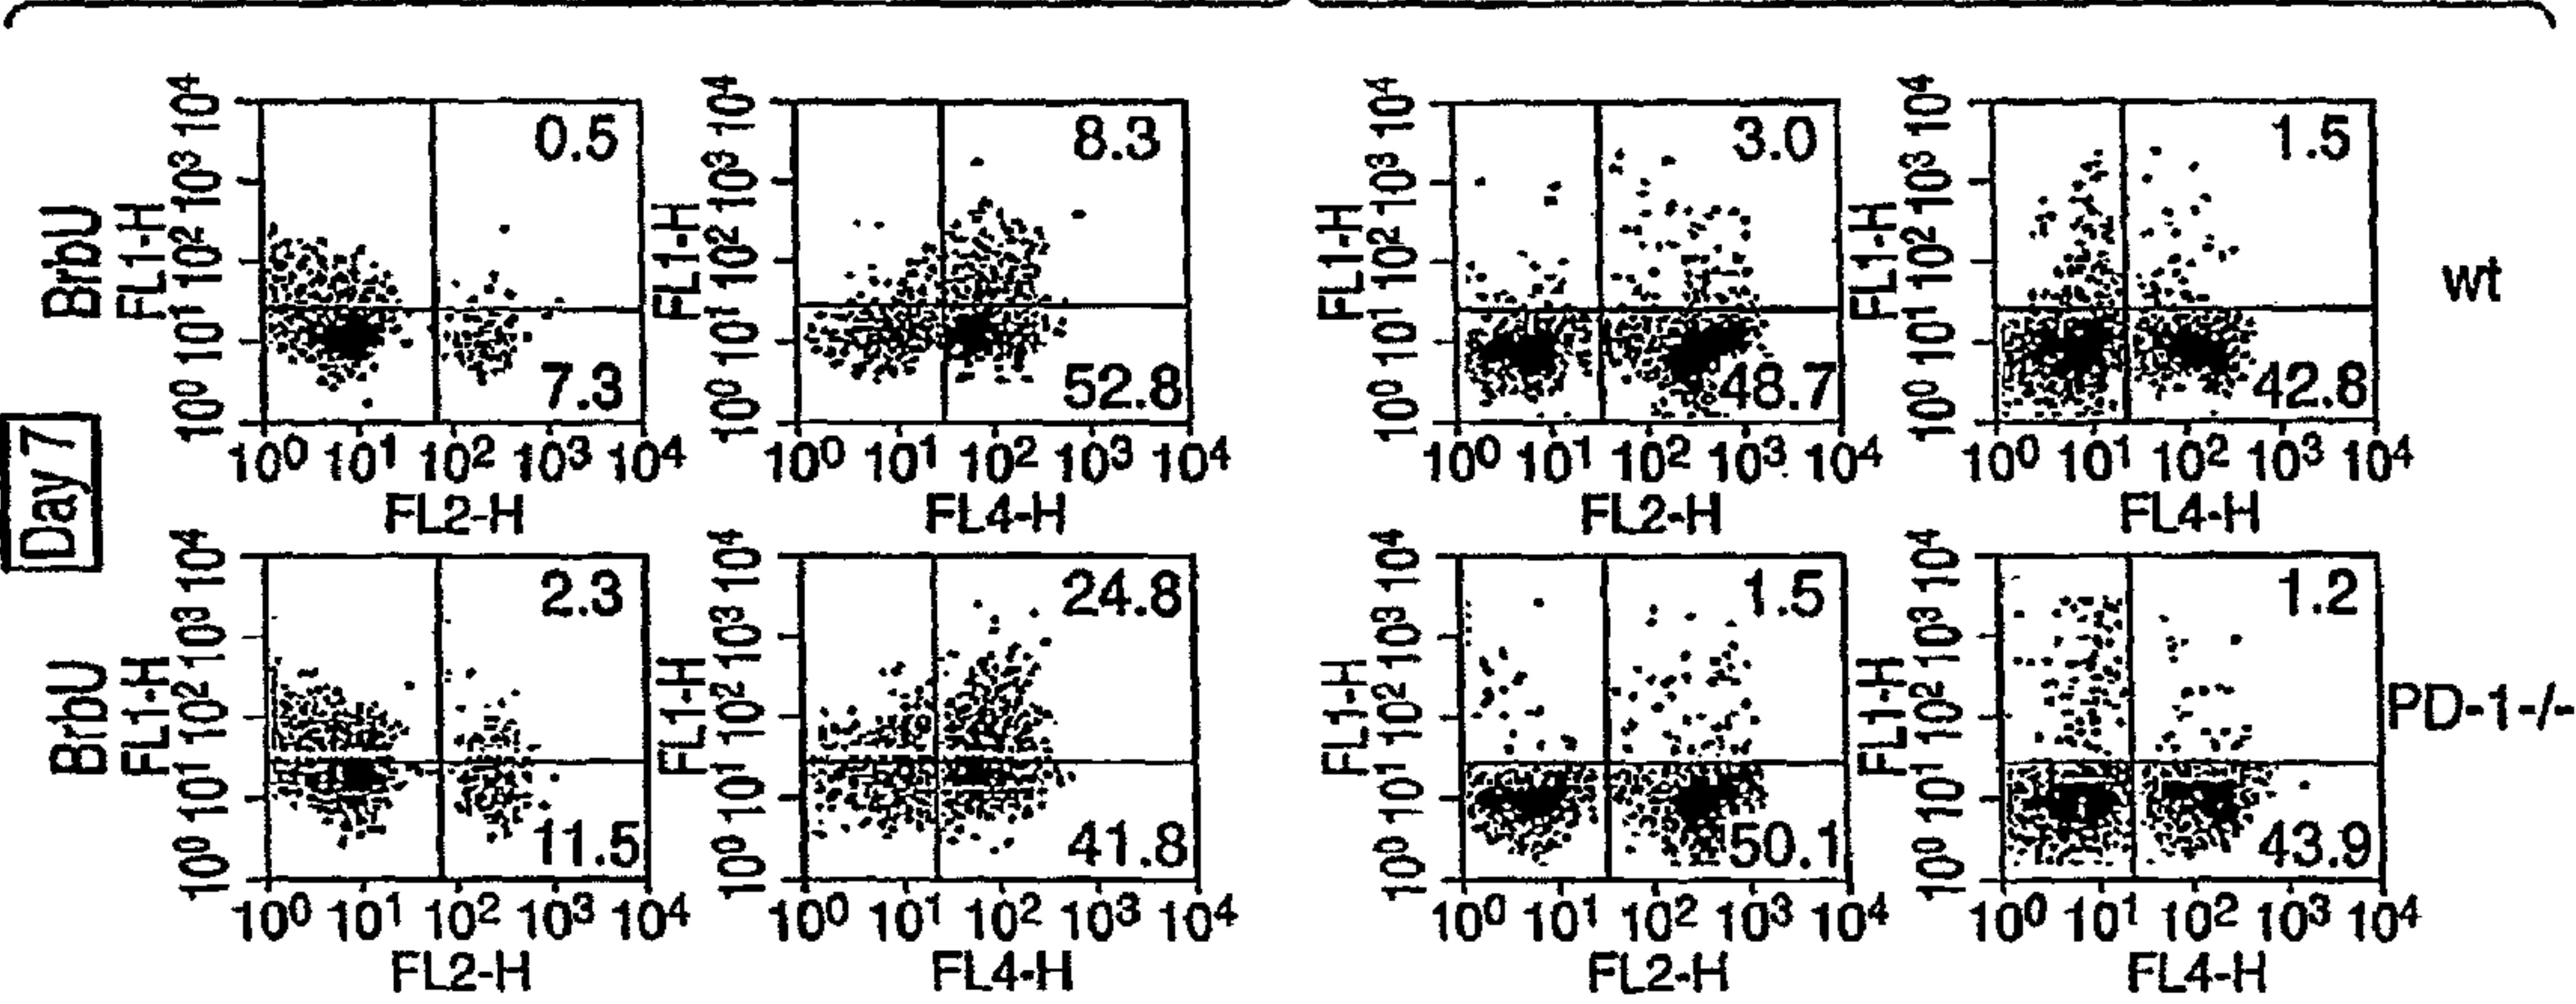 Day 7
BrbU
FL1-H
10⁰ 10¹ 10² 10³ 10⁴
0.5
7.3
10⁰ 10¹ 10² 10³ 10⁴
FL2-H
FL1-H
10⁰ 10¹ 10² 10³ 10⁴
8.3
52.8
10⁰ 10¹ 10² 10³ 10⁴
FL4-H
FL1-H
10⁰ 10¹ 10² 10³ 10⁴
3.0
48.7
10⁰ 10¹ 10² 10³ 10⁴
FL2-H
FL1-H
10⁰ 10¹ 10² 10³ 10⁴
1.5
42.8
10⁰ 10¹ 10² 10³ 10⁴
FL4-H
wt
BrbU
FL1-H
10⁰ 10¹ 10² 10³ 10⁴
2.3
11.5
10⁰ 10¹ 10² 10³ 10⁴
FL2-H
FL1-H
10⁰ 10¹ 10² 10³ 10⁴
24.8
41.8
10⁰ 10¹ 10² 10³ 10⁴
FL4-H
FL1-H
10⁰ 10¹ 10² 10³ 10⁴
1.5
50.1
10⁰ 10¹ 10² 10³ 10⁴
FL2-H
FL1-H
10⁰ 10¹ 10² 10³ 10⁴
1.2
43.9
10⁰ 10¹ 10² 10³ 10⁴
FL4-H
PD-1-/-